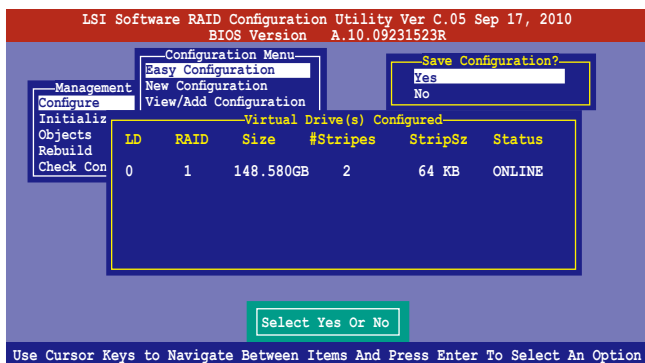 LSI Software RAID Configuration Utility Ver C.05 Sep 17, 2010
BIOS Version A.10.09231523R
Configuration Menu
Easy Configuration
New Configuration
View/Add Configuration
Save Configuration?
Yes
No
Management
Configure
Initializ
Objects
Rebuild
Check Con
Virtual Drive(s) Configured
LD RAID Size #Stripes StripSz Status
0 1 148.580GB 2 64 KB ONLINE
Select Yes Or No
Use Cursor Keys to Navigate Between Items And Press Enter To Select An Option